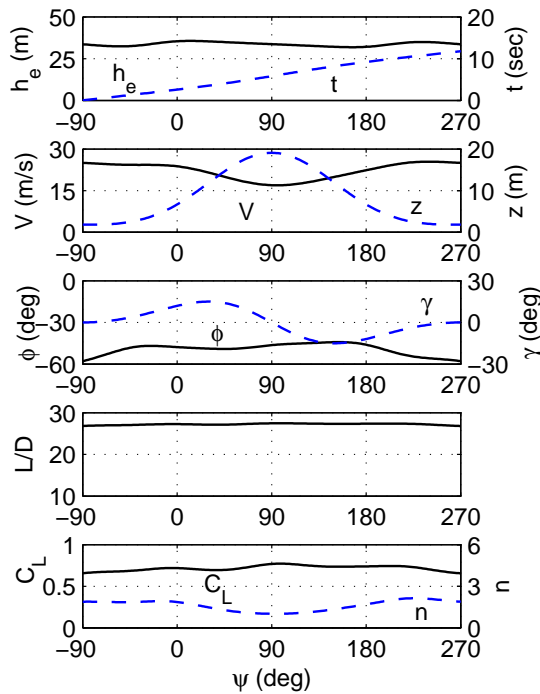 h_e (m)
50
25
0
h_e
t
20
10
0
t (sec)
−90 0 90 180 270
V (m/s)
30
15
0
V
z
20
10
0
z (m)
−90 0 90 180 270
ϕ (deg)
0
−30
−60
ϕ
γ
30
0
−30
γ (deg)
−90 0 90 180 270
L/D
30
20
10
−90 0 90 180 270
C_L
1
0.5
0
C_L
n
6
3
0
n
−90 0 90 180 270
ψ (deg)